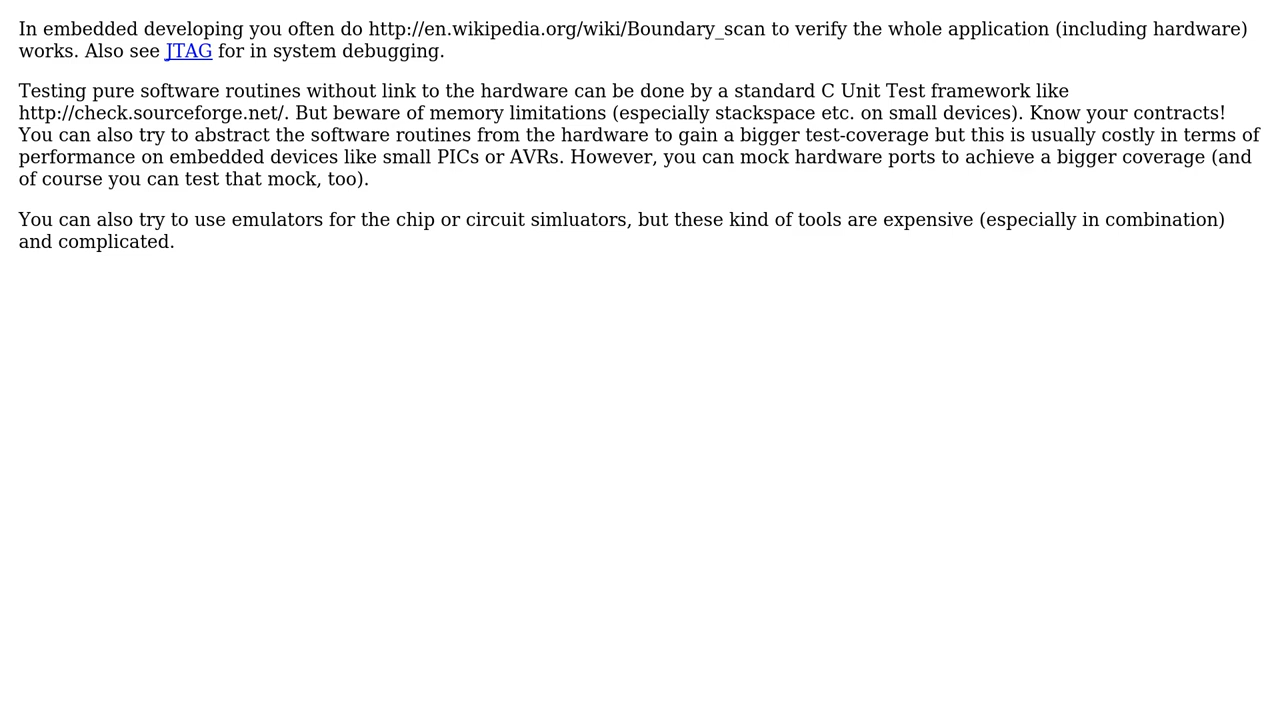 In embedded developing you often do http://en.wikipedia.org/wiki/Boundary_scan to verify the whole application (including hardware)
works. Also see JTAG for in system debugging.
Testing pure software routines without link to the hardware can be done by a standard C Unit Test framework like
http://check.sourceforge.net/. But beware of memory limitations (especially stackspace etc. on small devices). Know your contracts!
You can also try to abstract the software routines from the hardware to gain a bigger test-coverage but this is usually costly in terms of
performance on embedded devices like small PICs or AVRs. However, you can mock hardware ports to achieve a bigger coverage (and
of course you can test that mock, too).
You can also try to use emulators for the chip or circuit simluators, but these kind of tools are expensive (especially in combination)
and complicated.